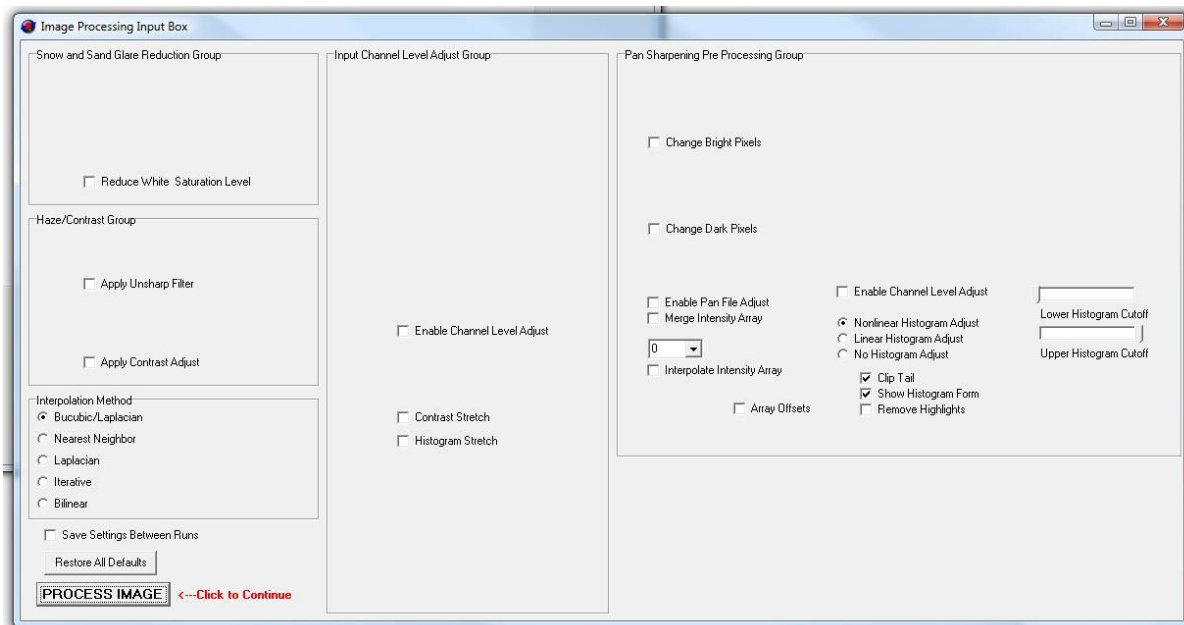 Image Processing Input Box
Snow and Sand Glare Reduction Group
Reduce White Saturation Level
Haze/Contrast Group
Apply Unsharp Filter
Apply Contrast Adjust
Interpolation Method
Bucubic/Laplacian
Nearest Neighbor
Laplacian
Iterative
Bilinear
Save Settings Between Runs
Restore All Defaults
PROCESS IMAGE <---Click to Continue
Input Channel Level Adjust Group
Enable Channel Level Adjust
Contrast Stretch
Histogram Stretch
Pan Sharpening Pre Processing Group
Change Bright Pixels
Change Dark Pixels
Enable Pan File Adjust
Merge Intensity Array
0
Interpolate Intensity Array
Array Offsets
Enable Channel Level Adjust
Nonlinear Histogram Adjust
Linear Histogram Adjust
No Histogram Adjust
Clip Tail
Show Histogram Form
Remove Highlights
Lower Histogram Cutoff
Upper Histogram Cutoff